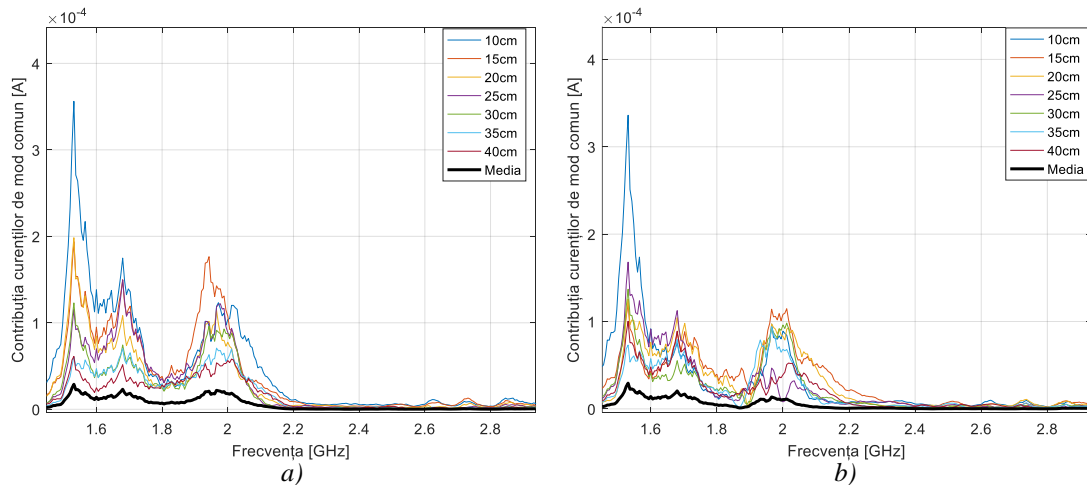 ×10⁻⁴
4
3
2
1
0
Contribuția curenților de mod comun [A]
10cm
15cm
20cm
25cm
30cm
35cm
40cm
Media
1.6 1.8 2 2.2 2.4 2.6 2.8
Frecvența [GHz]
a)
×10⁻⁴
4
3
2
1
0
Contribuția curenților de mod comun [A]
10cm
15cm
20cm
25cm
30cm
35cm
40cm
Media
1.6 1.8 2 2.2 2.4 2.6 2.8
Frecvența [GHz]
b)